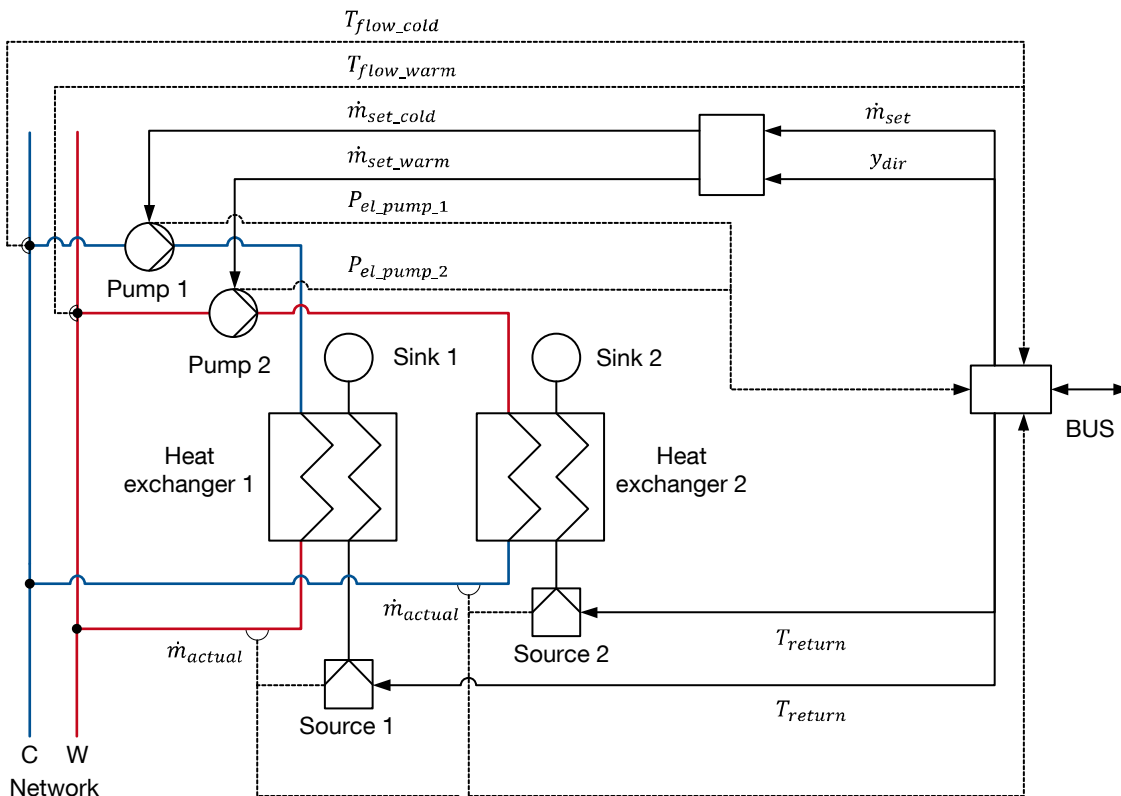 T_flow_cold
T_flow_warm
ṁ_set_cold
ṁ_set
ṁ_set_warm
y_dir
P_el_pump_1
P_el_pump_2
Pump 1
Pump 2
Sink 1
Sink 2
BUS
Heat
exchanger 1
Heat
exchanger 2
ṁ_actual
Source 2
T_return
ṁ_actual
Source 1
T_return
C
W
Network